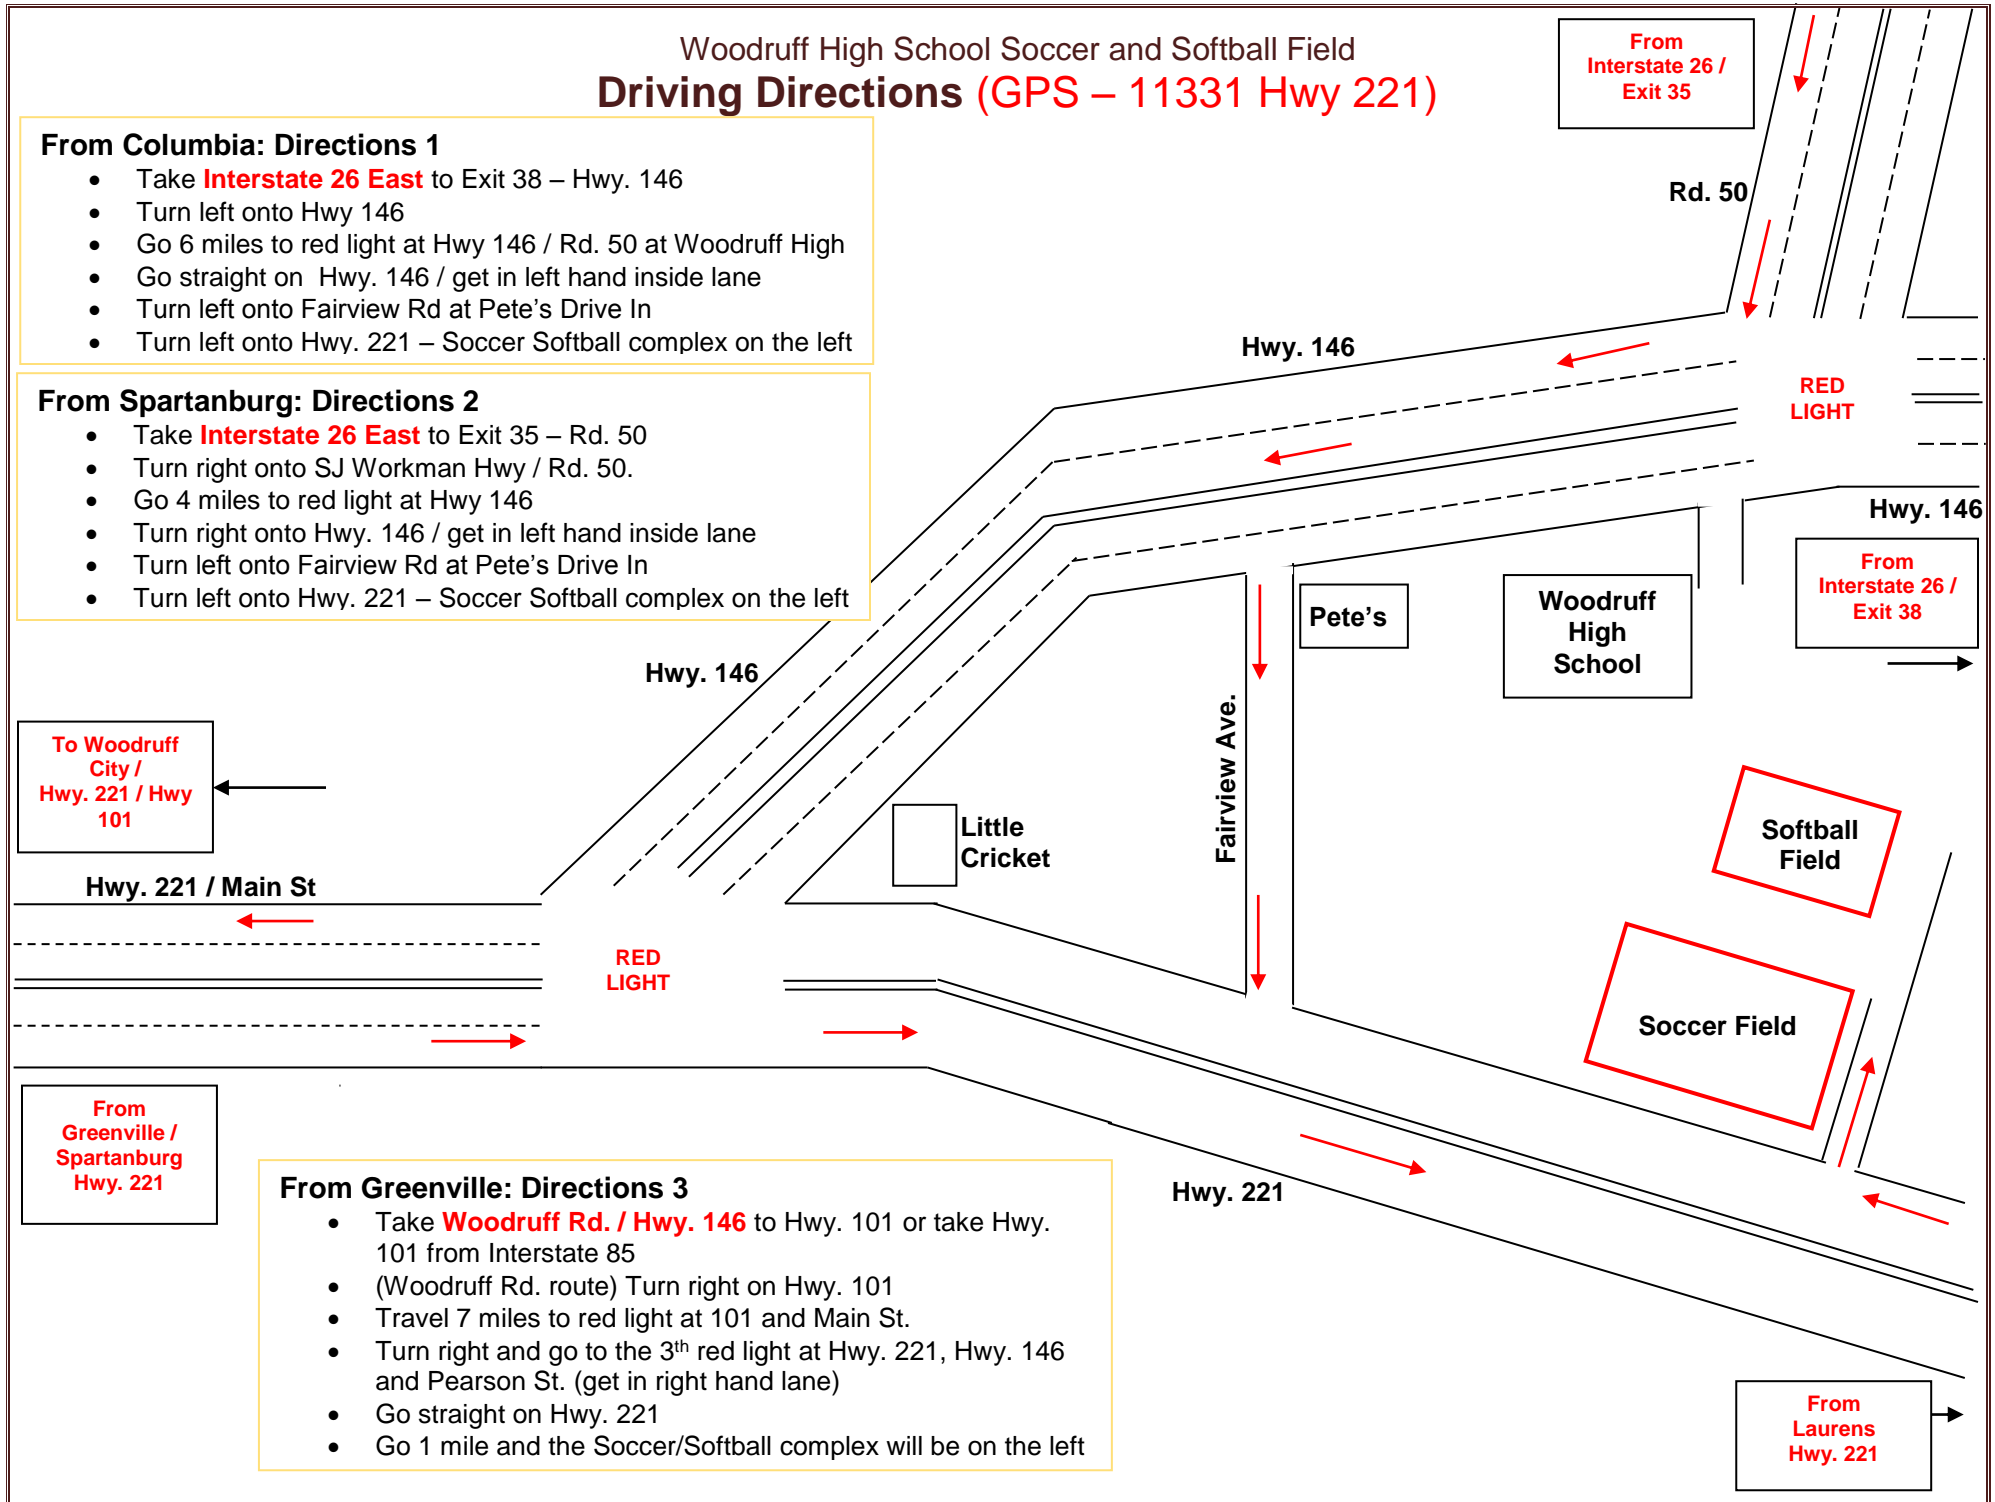 Woodruff High School Soccer and Softball Field
Driving Directions (GPS – 11331 Hwy 221)
From
Interstate 26 /
Exit 35
From Columbia: Directions 1
• Take Interstate 26 East to Exit 38 – Hwy. 146
• Turn left onto Hwy 146
• Go 6 miles to red light at Hwy 146 / Rd. 50 at Woodruff High
• Go straight on Hwy. 146 / get in left hand inside lane
• Turn left onto Fairview Rd at Pete's Drive In
• Turn left onto Hwy. 221 – Soccer Softball complex on the left
Rd. 50
Hwy. 146
RED
LIGHT
From Spartanburg: Directions 2
• Take Interstate 26 East to Exit 35 – Rd. 50
• Turn right onto SJ Workman Hwy / Rd. 50.
• Go 4 miles to red light at Hwy 146
• Turn right onto Hwy. 146 / get in left hand inside lane
• Turn left onto Fairview Rd at Pete's Drive In
• Turn left onto Hwy. 221 – Soccer Softball complex on the left
Hwy. 146
From
Interstate 26 /
Exit 38
Pete's
Woodruff
High
School
Hwy. 146
Fairview Ave.
To Woodruff
City /
Hwy. 221 / Hwy
101
Little
Cricket
Softball
Field
Hwy. 221 / Main St
RED
LIGHT
Soccer Field
From
Greenville /
Spartanburg
Hwy. 221
Hwy. 221
From Greenville: Directions 3
• Take Woodruff Rd. / Hwy. 146 to Hwy. 101 or take Hwy.
101 from Interstate 85
• (Woodruff Rd. route) Turn right on Hwy. 101
• Travel 7 miles to red light at 101 and Main St.
• Turn right and go to the 3th red light at Hwy. 221, Hwy. 146
and Pearson St. (get in right hand lane)
• Go straight on Hwy. 221
• Go 1 mile and the Soccer/Softball complex will be on the left
From
Laurens
Hwy. 221